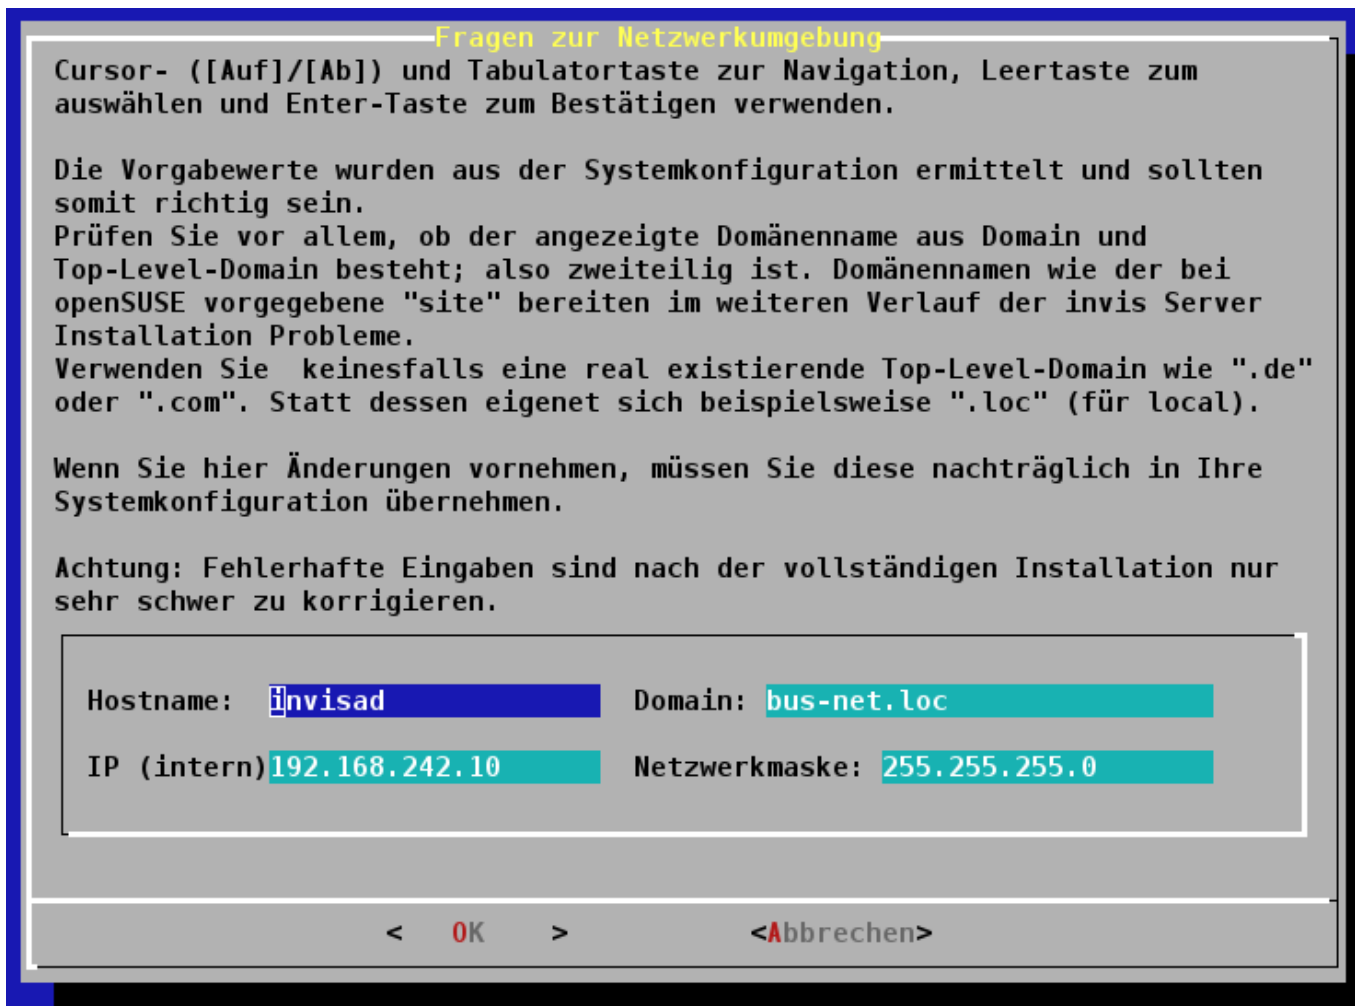 Fragen zur Netzwerkumgebung
Cursor- ([Auf]/[Ab]) und Tabulatortaste zur Navigation, Leertaste zum
auswählen und Enter-Taste zum Bestätigen verwenden.
Die Vorgabewerte wurden aus der Systemkonfiguration ermittelt und sollten
somit richtig sein.
Prüfen Sie vor allem, ob der angezeigte Domänenname aus Domain und
Top-Level-Domain besteht; also zweiteilig ist. Domänennamen wie der bei
openSUSE vorgegebene "site" bereiten im weiteren Verlauf der invis Server
Installation Probleme.
Verwenden Sie  keinesfalls eine real existierende Top-Level-Domain wie ".de"
oder ".com". Statt dessen eigenet sich beispielsweise ".loc" (für local).
Wenn Sie hier Änderungen vornehmen, müssen Sie diese nachträglich in Ihre
Systemkonfiguration übernehmen.
Achtung: Fehlerhafte Eingaben sind nach der vollständigen Installation nur
sehr schwer zu korrigieren.
Hostname: invisad Domain: bus-net.loc
IP (intern) 192.168.242.10 Netzwerkmaske: 255.255.255.0
< OK > <Abbrechen>